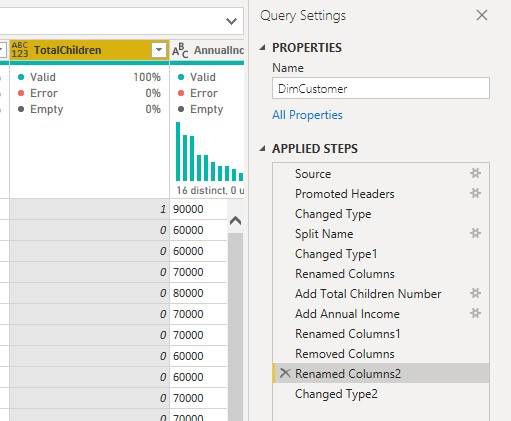 Query Settings
ABC
123
TotalChildren
ABC
AnnualInc
Valid 100%
Error 0%
Empty 0%
Valid
Error
Empty
16 distinct, 0 u
1 90000
0 60000
0 60000
0 70000
0 80000
0 70000
0 70000
0 60000
0 60000
0 70000
0 70000
PROPERTIES
Name
DimCustomer
All Properties
APPLIED STEPS
Source
Promoted Headers
Changed Type
Split Name
Changed Type1
Renamed Columns
Add Total Children Number
Add Annual Income
Renamed Columns1
Removed Columns
Renamed Columns2
Changed Type2